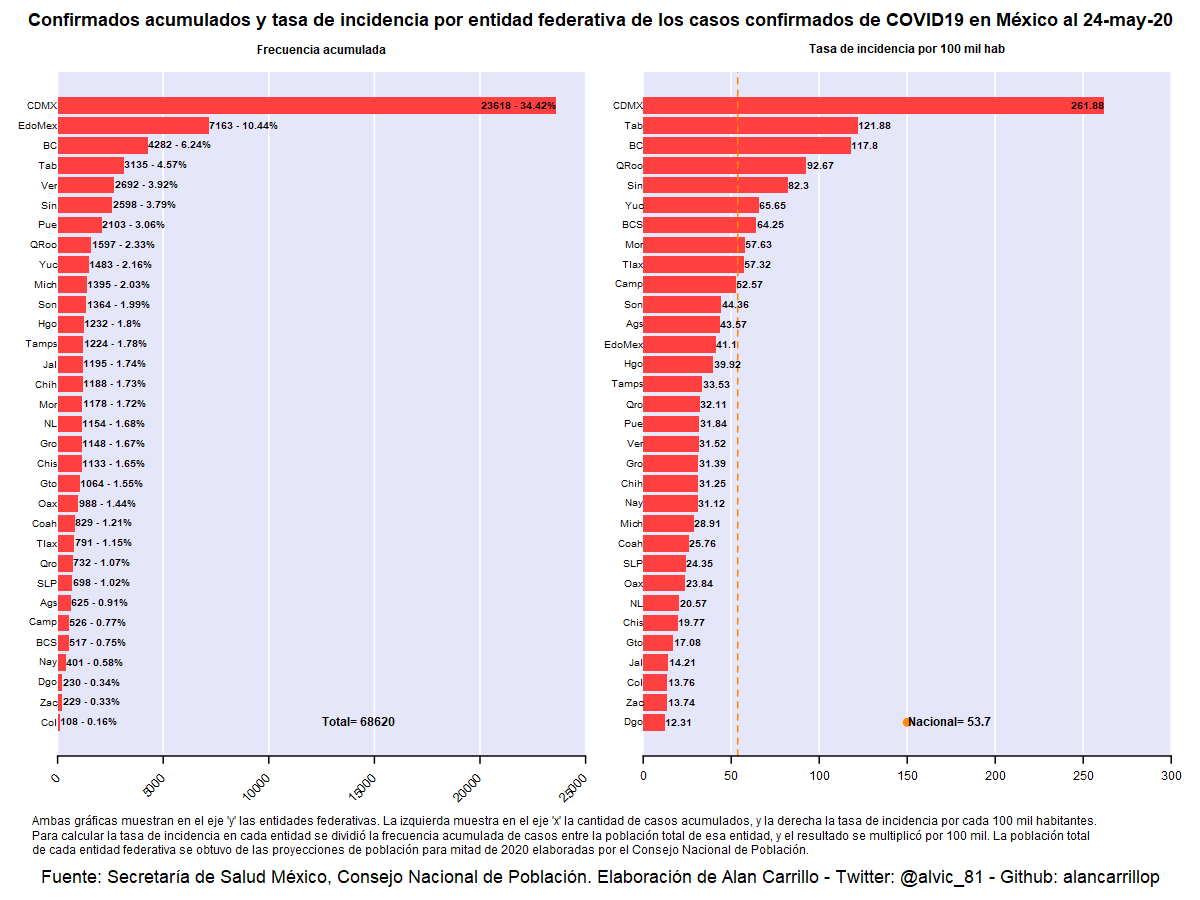 Confirmados acumulados y tasa de incidencia por entidad federativa de los casos confirmados de COVID19 en México al 24-may-20
Frecuencia acumulada
CDMX 23618 - 34.42%
EdoMex 7163 - 10.44%
BC 4282 - 6.24%
Tab 3135 - 4.57%
Ver 2692 - 3.92%
Sin 2598 - 3.79%
Pue 2103 - 3.06%
QRoo 1597 - 2.33%
Yuc 1483 - 2.16%
Mich 1395 - 2.03%
Son 1364 - 1.99%
Hgo 1232 - 1.8%
Tamps 1224 - 1.78%
Jal 1195 - 1.74%
Chih 1188 - 1.73%
Mor 1178 - 1.72%
NL 1154 - 1.68%
Gro 1148 - 1.67%
Chis 1133 - 1.65%
Gto 1064 - 1.55%
Oax 988 - 1.44%
Coah 829 - 1.21%
Tlax 791 - 1.15%
Qro 732 - 1.07%
SLP 698 - 1.02%
Ags 625 - 0.91%
Camp 526 - 0.77%
BCS 517 - 0.75%
Nay 401 - 0.58%
Dgo 230 - 0.34%
Zac 229 - 0.33%
Col 108 - 0.16%
Total= 68620
0 5000 10000 15000 20000 25000
Tasa de incidencia por 100 mil hab
CDMX 261.88
Tab 121.88
BC 117.8
QRoo 92.67
Sin 82.3
Yuc 65.65
BCS 64.25
Mor 57.63
Tlax 57.32
Camp 52.57
Son 44.36
Ags 43.57
EdoMex 41.1
Hgo 39.92
Tamps 33.53
Qro 32.11
Pue 31.84
Ver 31.52
Gro 31.39
Chih 31.25
Nay 31.12
Mich 28.91
Coah 25.76
SLP 24.35
Oax 23.84
NL 20.57
Chis 19.77
Gto 17.08
Jal 14.21
Col 13.76
Zac 13.74
Dgo 12.31
Nacional= 53.7
0 50 100 150 200 250 300
Ambas gráficas muestran en el eje 'y' las entidades federativas. La izquierda muestra en el eje 'x' la cantidad de casos acumulados, y la derecha la tasa de incidencia por cada 100 mil habitantes.
Para calcular la tasa de incidencia en cada entidad se dividió la frecuencia acumulada de casos entre la población total de esa entidad, y el resultado se multiplicó por 100 mil. La población total
de cada entidad federativa se obtuvo de las proyecciones de población para mitad de 2020 elaboradas por el Consejo Nacional de Población.
Fuente: Secretaría de Salud México, Consejo Nacional de Población. Elaboración de Alan Carrillo - Twitter: @alvic_81 - Github: alancarrillop